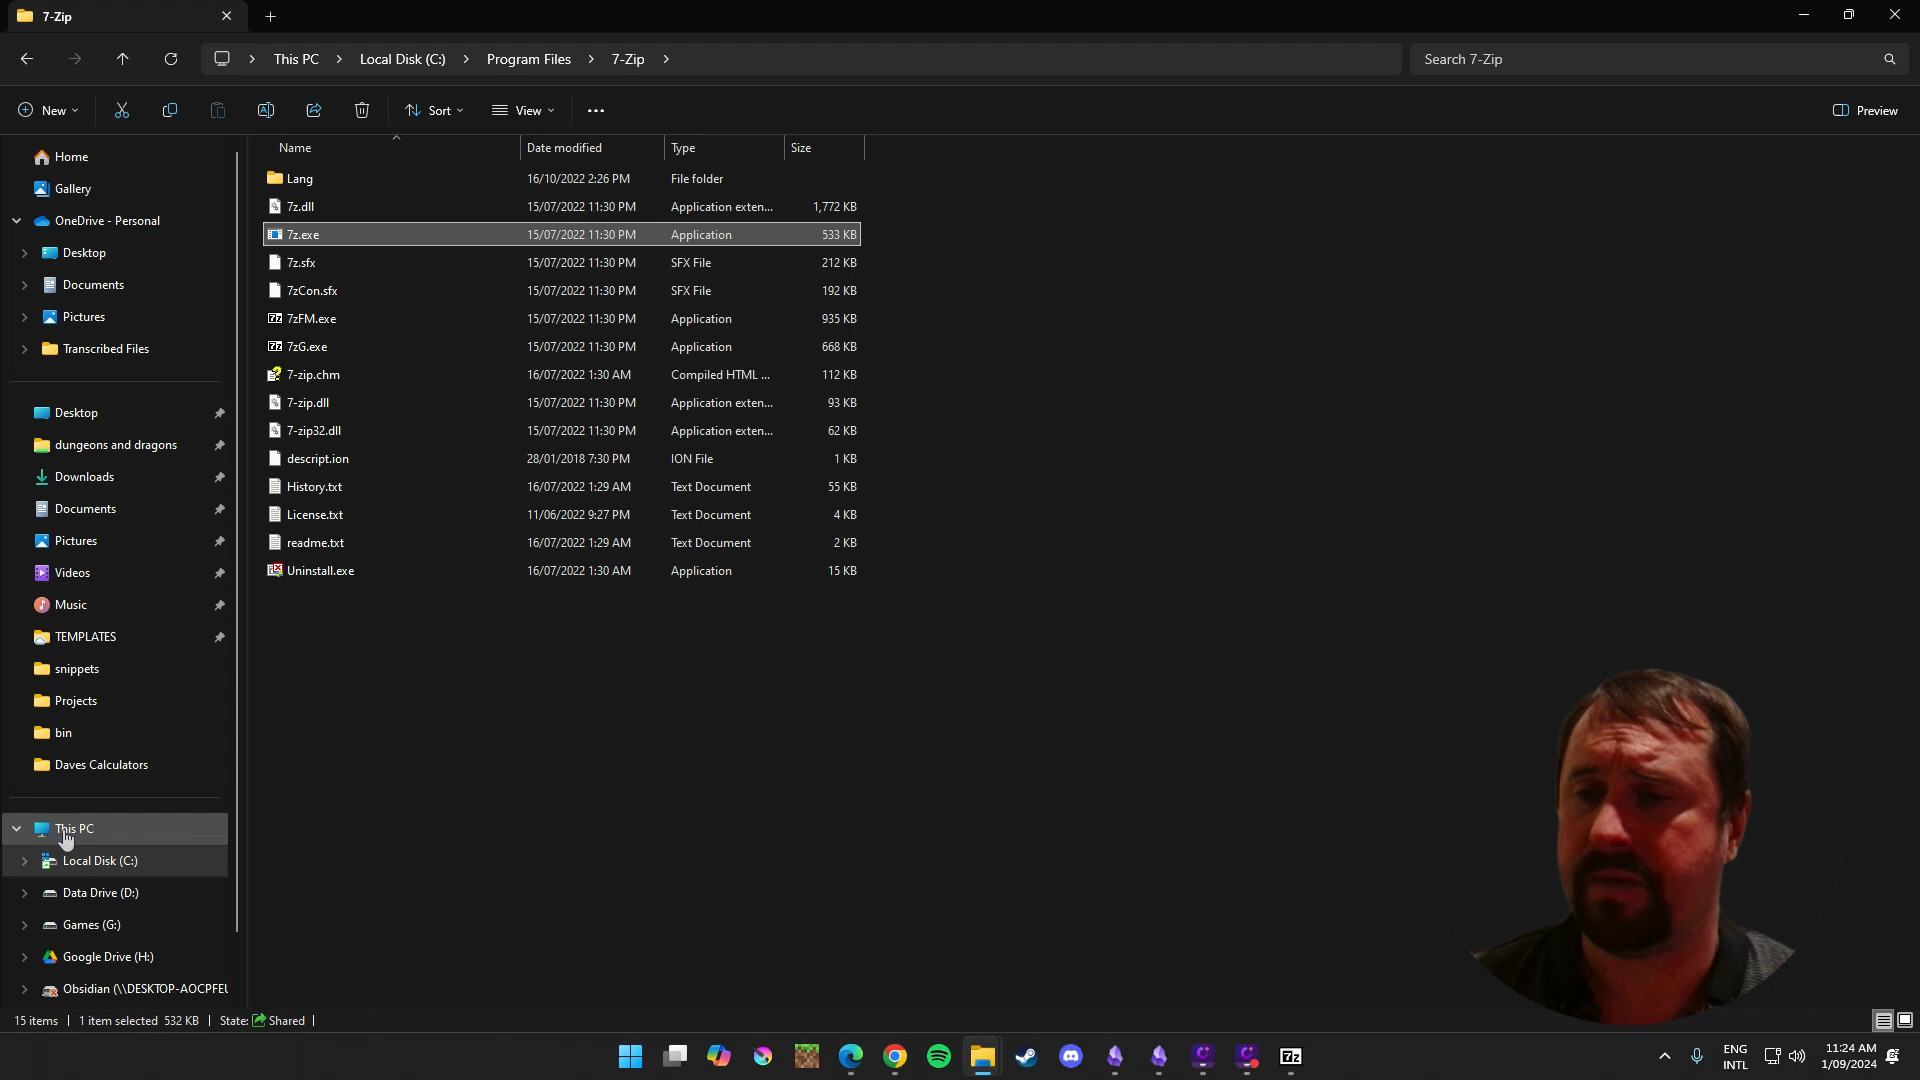 7-Zip
This PC > Local Disk (C:) > Program Files > 7-Zip >
Search 7-Zip
New
Sort
View
Preview
Home
Gallery
OneDrive - Personal
Desktop
Documents
Pictures
Transcribed Files
Desktop
dungeons and dragons
Downloads
Documents
Pictures
Videos
Music
TEMPLATES
snippets
Projects
bin
Daves Calculators
This PC
Local Disk (C:)
Data Drive (D:)
Games (G:)
Google Drive (H:)
Obsidian (\\DESKTOP-AOCPFEU
Name Date modified Type Size
Lang 16/10/2022 2:26 PM File folder
7z.dll 15/07/2022 11:30 PM Application exten... 1,772 KB
7z.exe 15/07/2022 11:30 PM Application 533 KB
7z.sfx 15/07/2022 11:30 PM SFX File 212 KB
7zCon.sfx 15/07/2022 11:30 PM SFX File 192 KB
7zFM.exe 15/07/2022 11:30 PM Application 935 KB
7zG.exe 15/07/2022 11:30 PM Application 668 KB
7-zip.chm 16/07/2022 1:30 AM Compiled HTML ... 112 KB
7-zip.dll 15/07/2022 11:30 PM Application exten... 93 KB
7-zip32.dll 15/07/2022 11:30 PM Application exten... 62 KB
descript.ion 28/01/2018 7:30 PM ION File 1 KB
History.txt 16/07/2022 1:29 AM Text Document 55 KB
License.txt 11/06/2022 9:27 PM Text Document 4 KB
readme.txt 16/07/2022 1:29 AM Text Document 2 KB
Uninstall.exe 16/07/2022 1:30 AM Application 15 KB
15 items | 1 item selected 532 KB | State: Shared |
7z
ENG
INTL
11:24 AM
1/09/2024